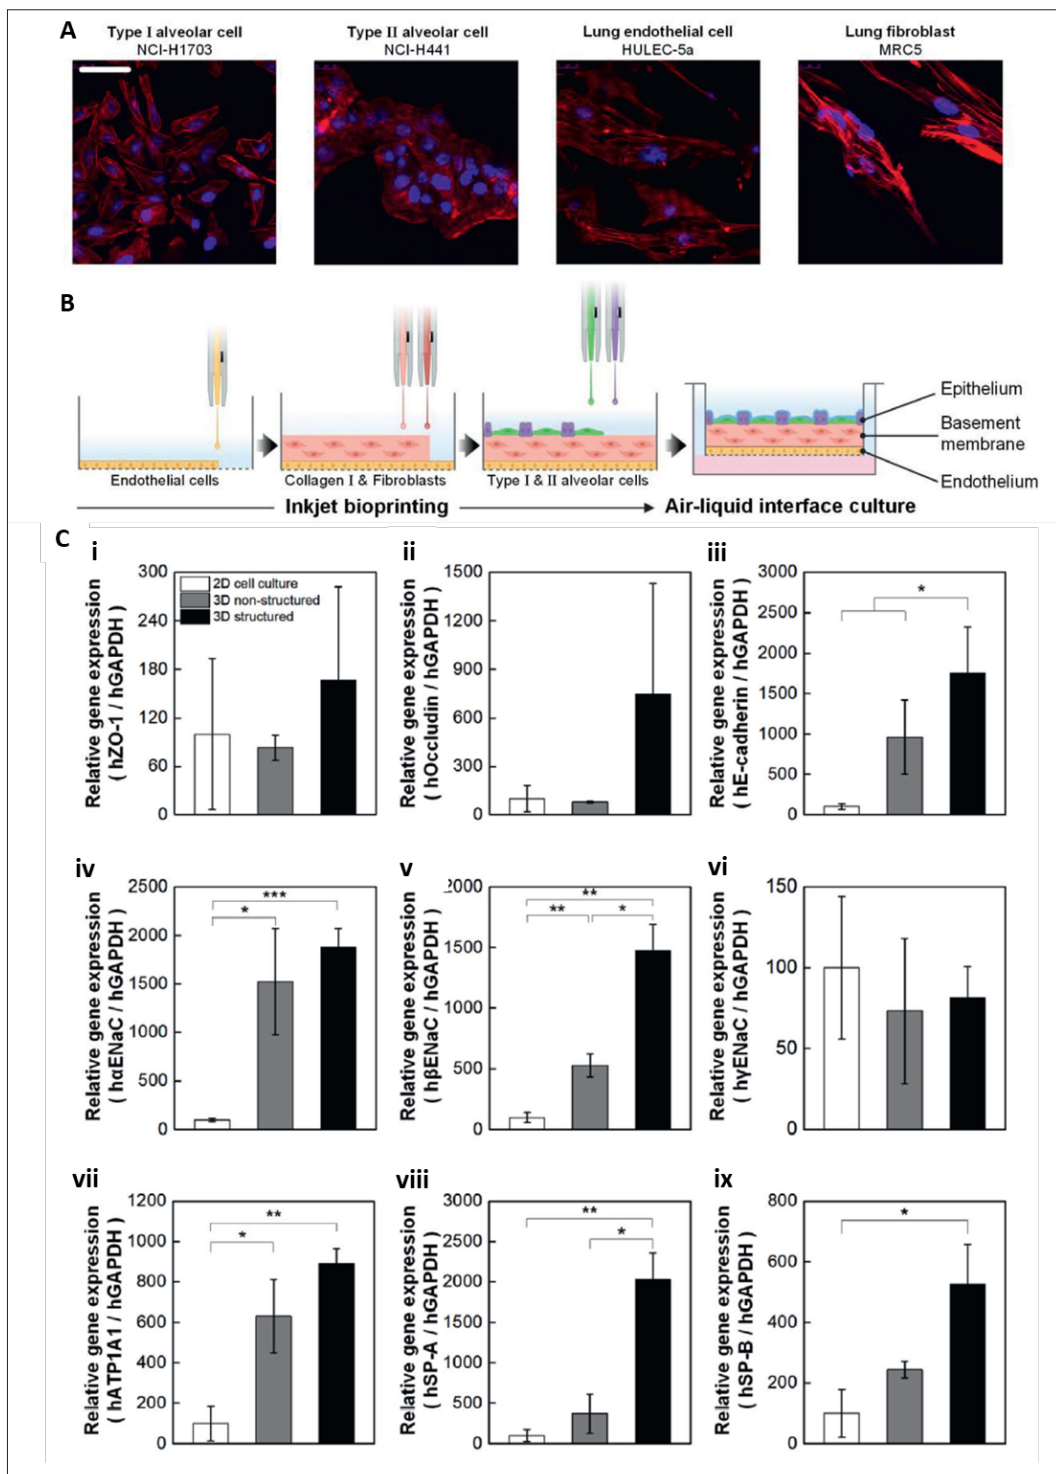 A
Type I alveolar cell
NCI-H1703
Type II alveolar cell
NCI-H441
Lung endothelial cell
HULEC-5a
Lung fibroblast
MRC5
B
Endothelial cells
Collagen I & Fibroblasts
Type I & II alveolar cells
Epithelium
Basement
membrane
Endothelium
Inkjet bioprinting
Air-liquid interface culture
C
i
Relative gene expression
( hZO-1 / hGAPDH )
300
240
180
120
60
0
2D cell culture
3D non-structured
3D structured
ii
Relative gene expression
( hOccludin / hGAPDH )
1500
1200
900
600
300
0
iii
Relative gene expression
( hE-cadherin / hGAPDH )
3000
2500
2000
1500
1000
500
0
*
iv
Relative gene expression
( hαENaC / hGAPDH )
2500
2000
1500
1000
500
0
***
*
v
Relative gene expression
( hβENaC / hGAPDH )
2000
1500
1000
500
0
**
**
*
vi
Relative gene expression
( hγENaC / hGAPDH )
150
100
50
0
vii
Relative gene expression
( hATP1A1 / hGAPDH )
1200
1000
800
600
400
200
0
**
*
viii
Relative gene expression
( hSP-A / hGAPDH )
3000
2500
2000
1500
1000
500
0
**
*
ix
Relative gene expression
( hSP-B / hGAPDH )
800
600
400
200
0
*